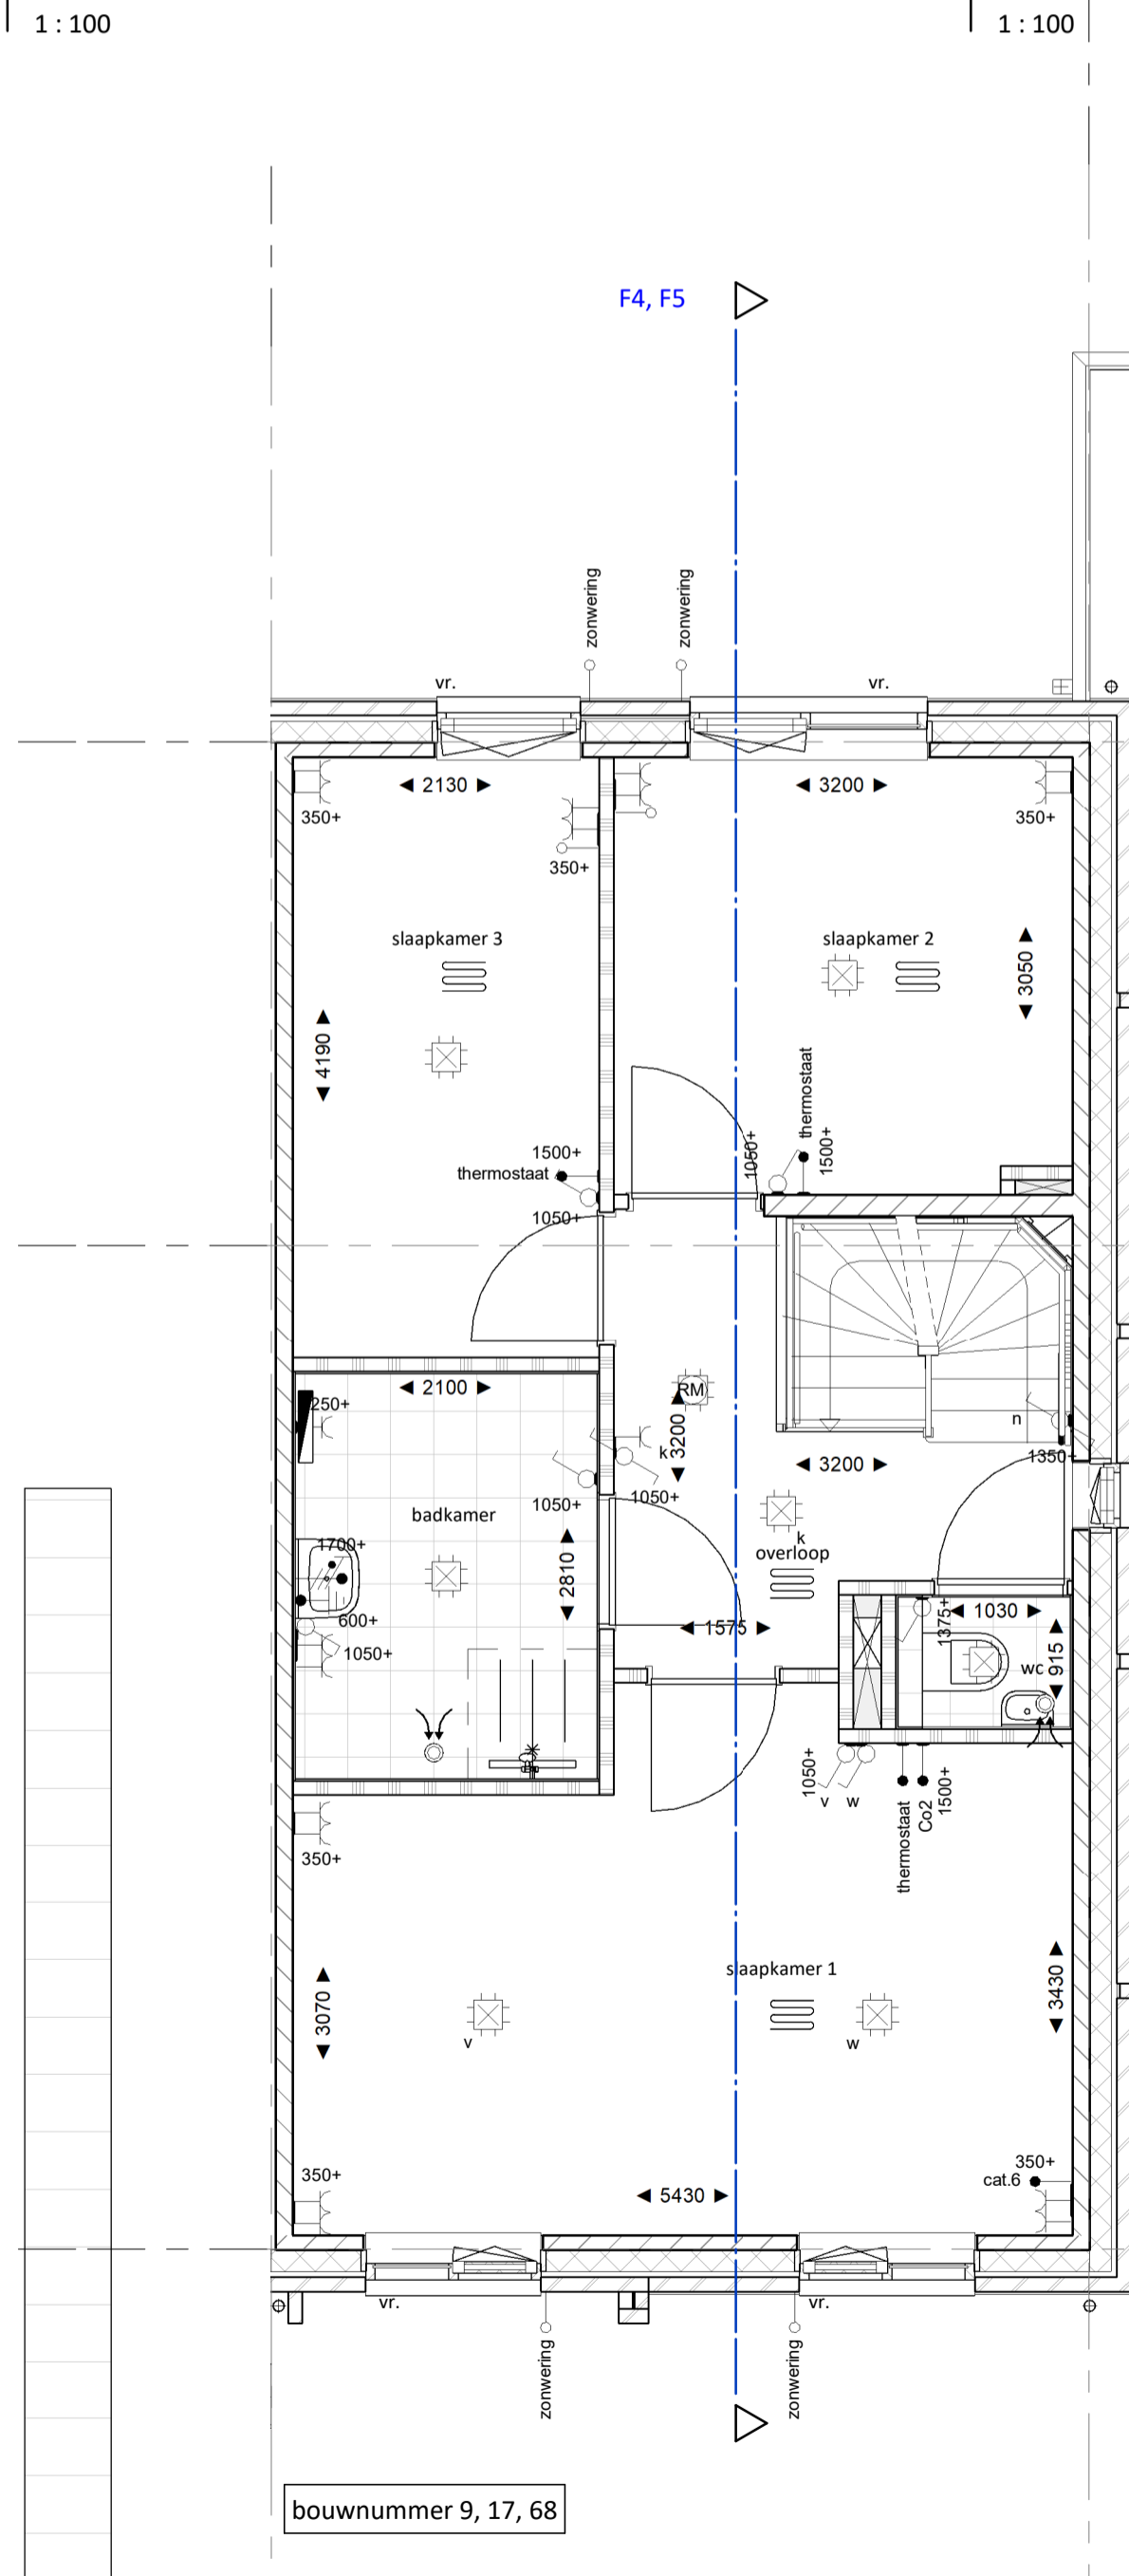 1 : 100
1 : 100
F4, F5
zonwering
zonwering
vr.
vr.
2130
3200
350+
350+
350+
slaapkamer 3
slaapkamer 2
3050
4190
thermostaat
1500+
1050+
1500+
thermostaat
1050+
2100
250+
RM
3200
k
n
1350+
3200
1050+
1050+
badkamer
k
overloop
1700+
2810
600+
1050+
1575
1375+
1030
wc
915
1050+
v
w
thermostaat
Co2
1500+
350+
slaapkamer 1
3070
3430
v
w
350+
350+
cat.6
5430
vr.
vr.
zonwering
zonwering
bouwnummer 9, 17, 68